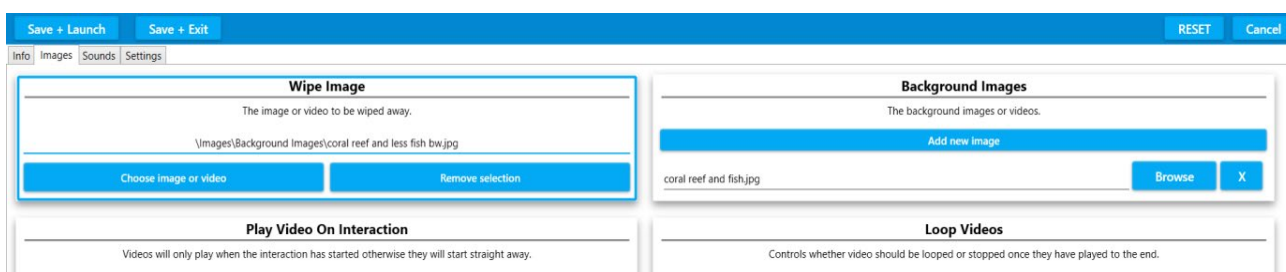 Save + Launch Save + Exit RESET Cancel
Info Images Sounds Settings
Wipe Image
The image or video to be wiped away.
\Images\Background Images\coral reef and less fish bw.jpg
Choose image or video Remove selection
Background Images
The background images or videos.
Add new image
coral reef and fish.jpg Browse X
Play Video On Interaction
Videos will only play when the interaction has started otherwise they will start straight away.
Loop Videos
Controls whether video should be looped or stopped once they have played to the end.